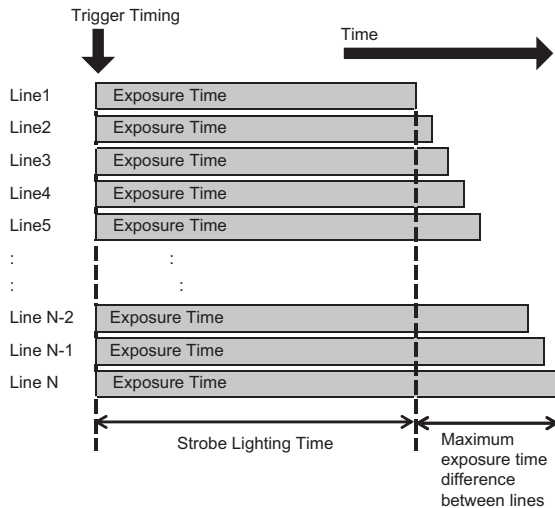 Trigger Timing
Time
Line1 Exposure Time
Line2 Exposure Time
Line3 Exposure Time
Line4 Exposure Time
Line5 Exposure Time
: :
: :
Line N-2 Exposure Time
Line N-1 Exposure Time
Line N Exposure Time
Strobe Lighting Time
Maximum
exposure time
difference
between lines